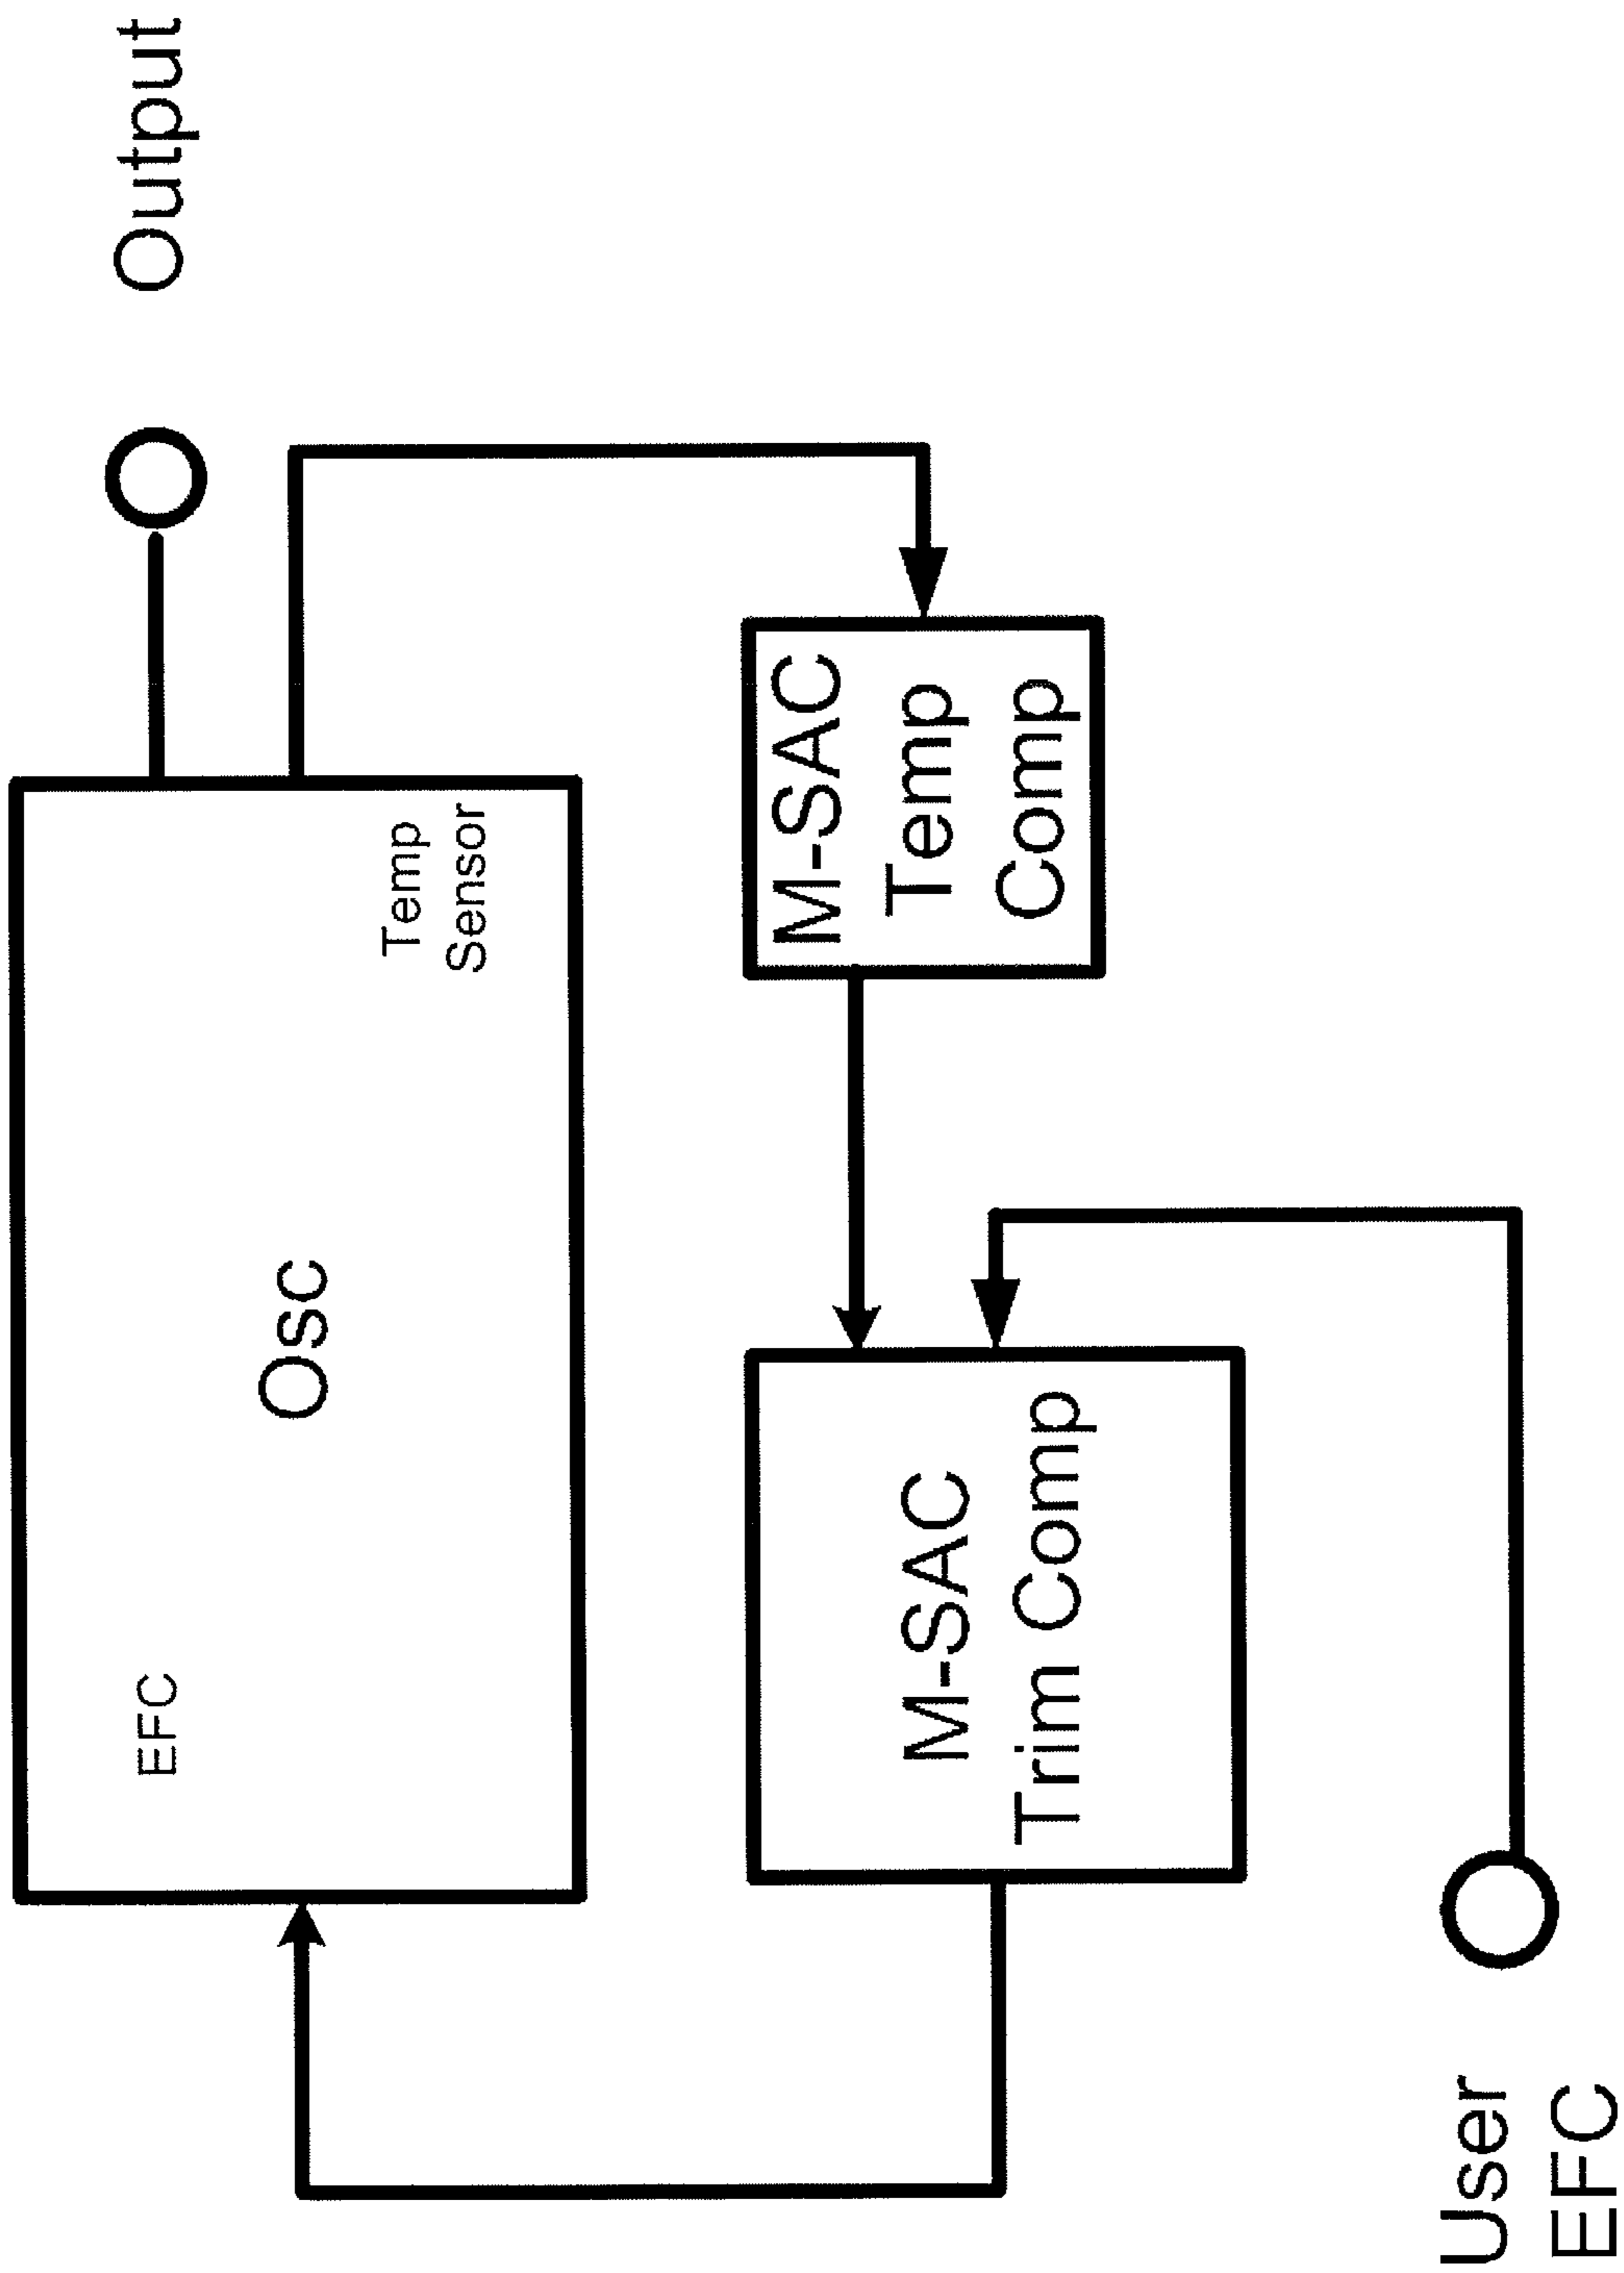 EFC
Osc
Temp
Sensor
Output
M-SAC
Trim Comp
M-SAC
Temp
Comp
User
EFC